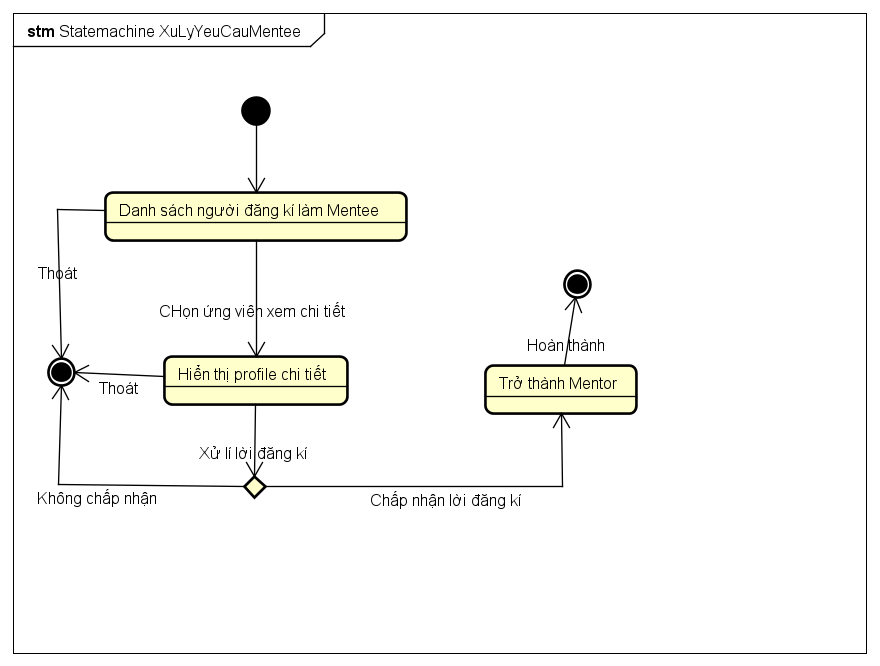 stm Statemachine XuLyYeuCauMentee
Danh sách người đăng kí làm Mentee
Thoát
CHọn ứng viên xem chi tiết
Hoàn thành
Hiển thị profile chi tiết
Thoát
Trở thành Mentor
Xử lí lời đăng kí
Không chấp nhận
Chấp nhận lời đăng kí